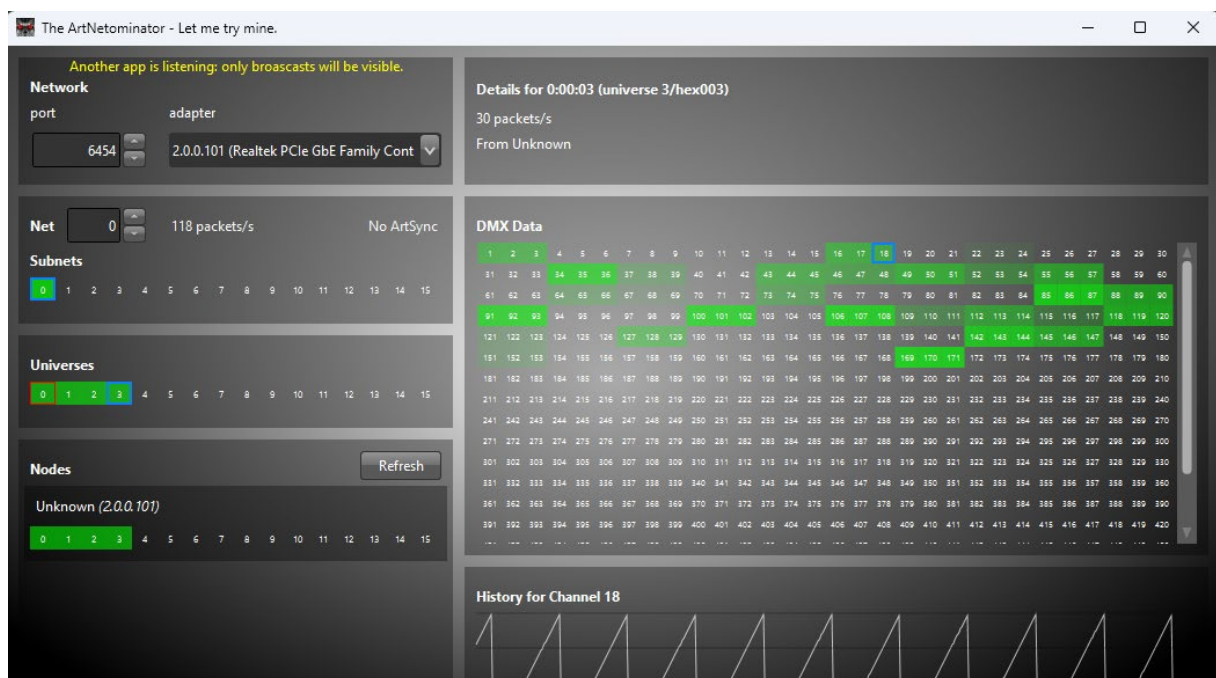 The ArtNetominator - Let me try mine.
Another app is listening: only broascasts will be visible.
Network
port adapter
6454 2.0.0.101 (Realtek PCIe GbE Family Cont
Net 0 118 packets/s No ArtSync
Subnets
0 1 2 3 4 5 6 7 8 9 10 11 12 13 14 15
Universes
0 1 2 3 4 5 6 7 8 9 10 11 12 13 14 15
Nodes Refresh
Unknown (2.0.0.101)
0 1 2 3 4 5 6 7 8 9 10 11 12 13 14 15
Details for 0:00:03 (universe 3/hex003)
30 packets/s
From Unknown
DMX Data
1 2 3 4 5 6 7 8 9 10 11 12 13 14 15 16 17 18 19 20 21 22 23 24 25 26 27 28 29 30
31 32 33 34 35 36 37 38 39 40 41 42 43 44 45 46 47 48 49 50 51 52 53 54 55 56 57 58 59 60
61 62 63 64 65 66 67 68 69 70 71 72 73 74 75 76 77 78 79 80 81 82 83 84 85 86 87 88 89 90
91 92 93 94 95 96 97 98 99 100 101 102 103 104 105 106 107 108 109 110 111 112 113 114 115 116 117 118 119 120
121 122 123 124 125 126 127 128 129 130 131 132 133 134 135 136 137 138 139 140 141 142 143 144 145 146 147 148 149 150
151 152 153 154 155 156 157 158 159 160 161 162 163 164 165 166 167 168 169 170 171 172 173 174 175 176 177 178 179 180
181 182 183 184 185 186 187 188 189 190 191 192 193 194 195 196 197 198 199 200 201 202 203 204 205 206 207 208 209 210
211 212 213 214 215 216 217 218 219 220 221 222 223 224 225 226 227 228 229 230 231 232 233 234 235 236 237 238 239 240
241 242 243 244 245 246 247 248 249 250 251 252 253 254 255 256 257 258 259 260 261 262 263 264 265 266 267 268 269 270
271 272 273 274 275 276 277 278 279 280 281 282 283 284 285 286 287 288 289 290 291 292 293 294 295 296 297 298 299 300
301 302 303 304 305 306 307 308 309 310 311 312 313 314 315 316 317 318 319 320 321 322 323 324 325 326 327 328 329 330
331 332 333 334 335 336 337 338 339 340 341 342 343 344 345 346 347 348 349 350 351 352 353 354 355 356 357 358 359 360
361 362 363 364 365 366 367 368 369 370 371 372 373 374 375 376 377 378 379 380 381 382 383 384 385 386 387 388 389 390
391 392 393 394 395 396 397 398 399 400 401 402 403 404 405 406 407 408 409 410 411 412 413 414 415 416 417 418 419 420
History for Channel 18